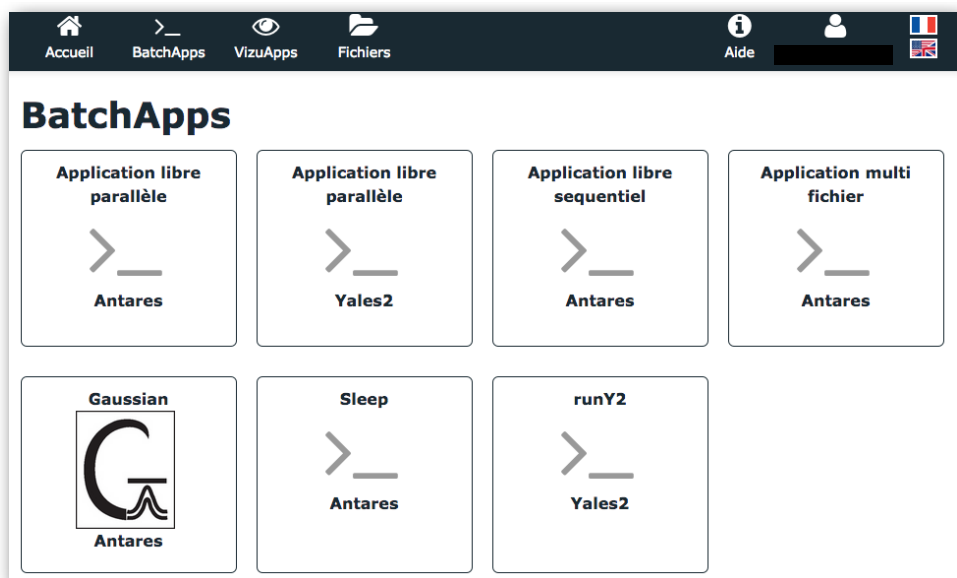 Accueil BatchApps VizuApps Fichiers Aide
BatchApps
Application libre parallèle
Antares
Application libre parallèle
Yales2
Application libre sequentiel
Antares
Application multi fichier
Antares
Gaussian
Antares
Sleep
Antares
runY2
Yales2